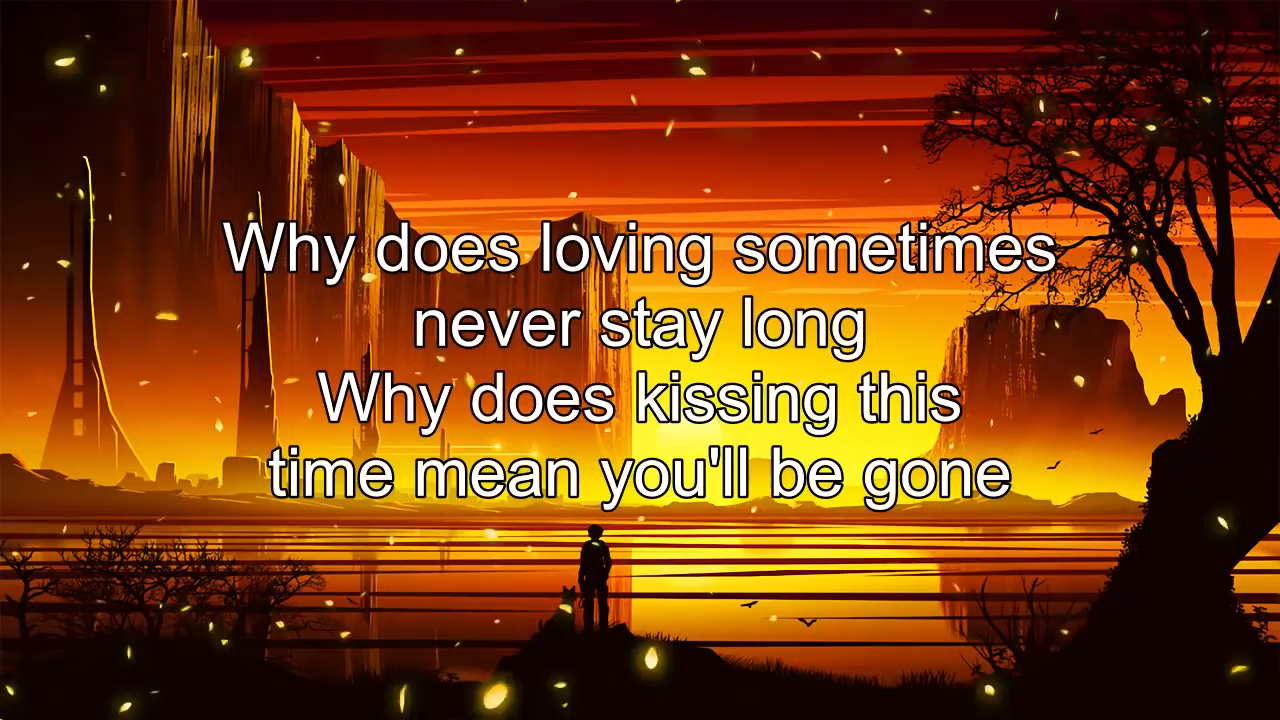 Why does loving sometimes
never stay long
Why does kissing this
time mean you'll be gone